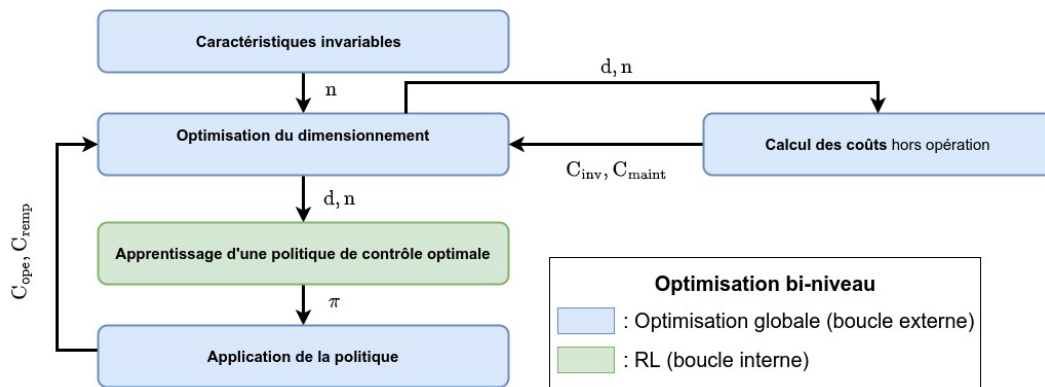 Caractéristiques invariables
n
d, n
Optimisation du dimensionnement
Calcul des coûts hors opération
C_inv, C_maint
d, n
C_ope, C_remp
Apprentissage d'une politique de contrôle optimale
π
Application de la politique
Optimisation bi-niveau
: Optimisation globale (boucle externe)
: RL (boucle interne)